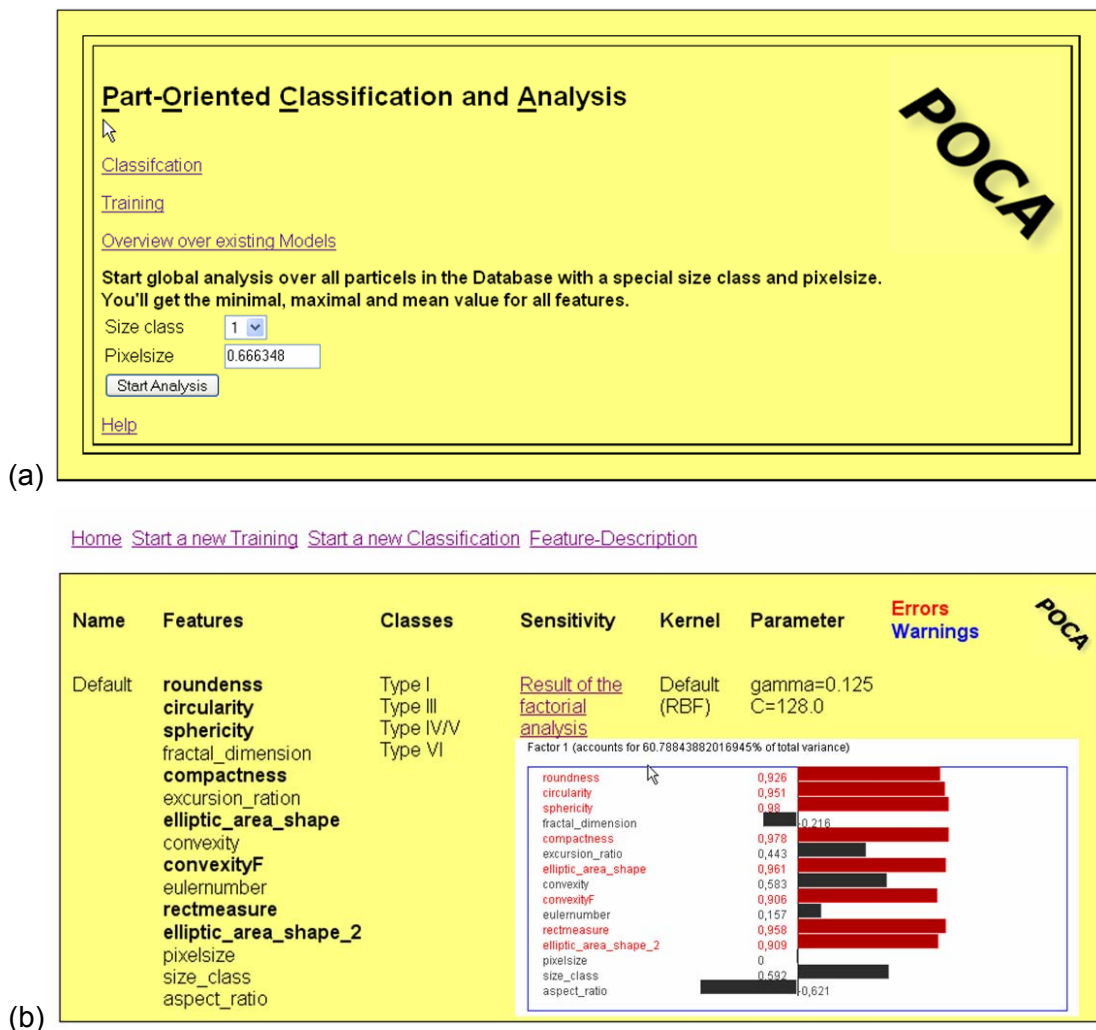 Part-Oriented Classification and Analysis
POCA
Classifcation
Training
Overview over existing Models
Start global analysis over all particels in the Database with a special size class and pixelsize.
You'll get the minimal, maximal and mean value for all features.
Size class 1
Pixelsize 0.666348
Start Analysis
Help
(a)
Home Start a new Training Start a new Classification Feature-Description
Name Features Classes Sensitivity Kernel Parameter Errors
Warnings
POCA
Default roundenss Type I Result of the Default gamma=0.125
circularity Type III factorial (RBF) C=128.0
sphericity Type IV/V analysis
fractal_dimension Type VI
compactness
excursion_ration
elliptic_area_shape
convexity
convexityF
eulernumber
rectmeasure
elliptic_area_shape_2
pixelsize
size_class
aspect_ratio
Factor 1 (accounts for 60.78843882016945% of total variance)
roundness 0,926
circularity 0,951
sphericity 0,98
fractal_dimension -0,216
compactness 0,978
excursion_ratio 0,443
elliptic_area_shape 0,961
convexity 0,583
convexityF 0,906
eulernumber 0,157
rectmeasure 0,958
elliptic_area_shape_2 0,909
pixelsize 0
size_class 0,592
aspect_ratio -0,621
(b)